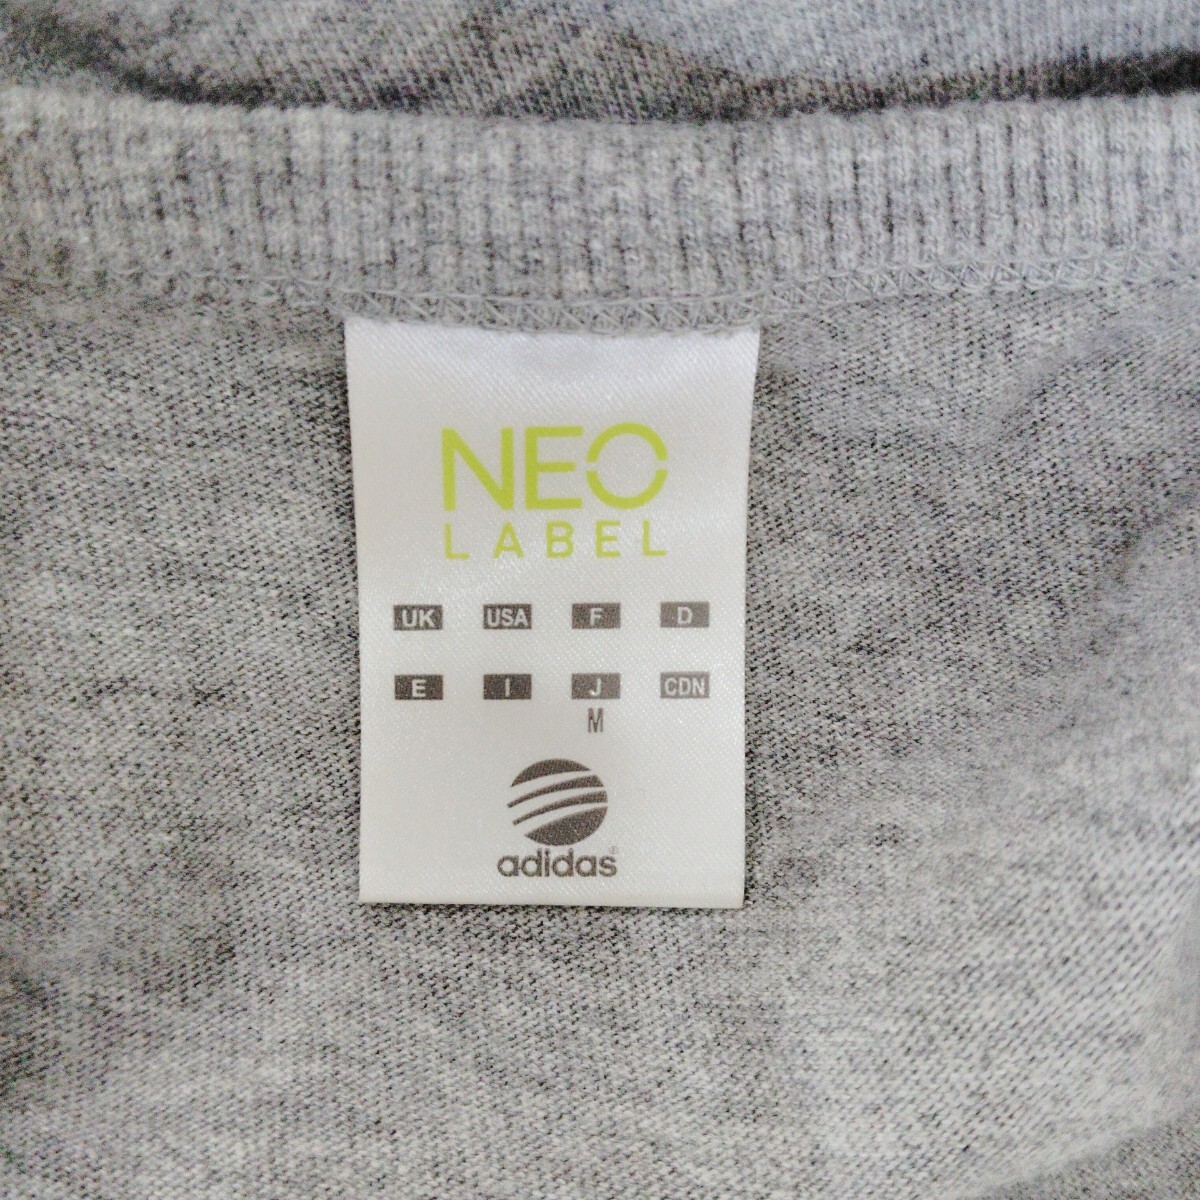 NEO
LABEL
UK USA F D
E I J CDN
M
adidas®